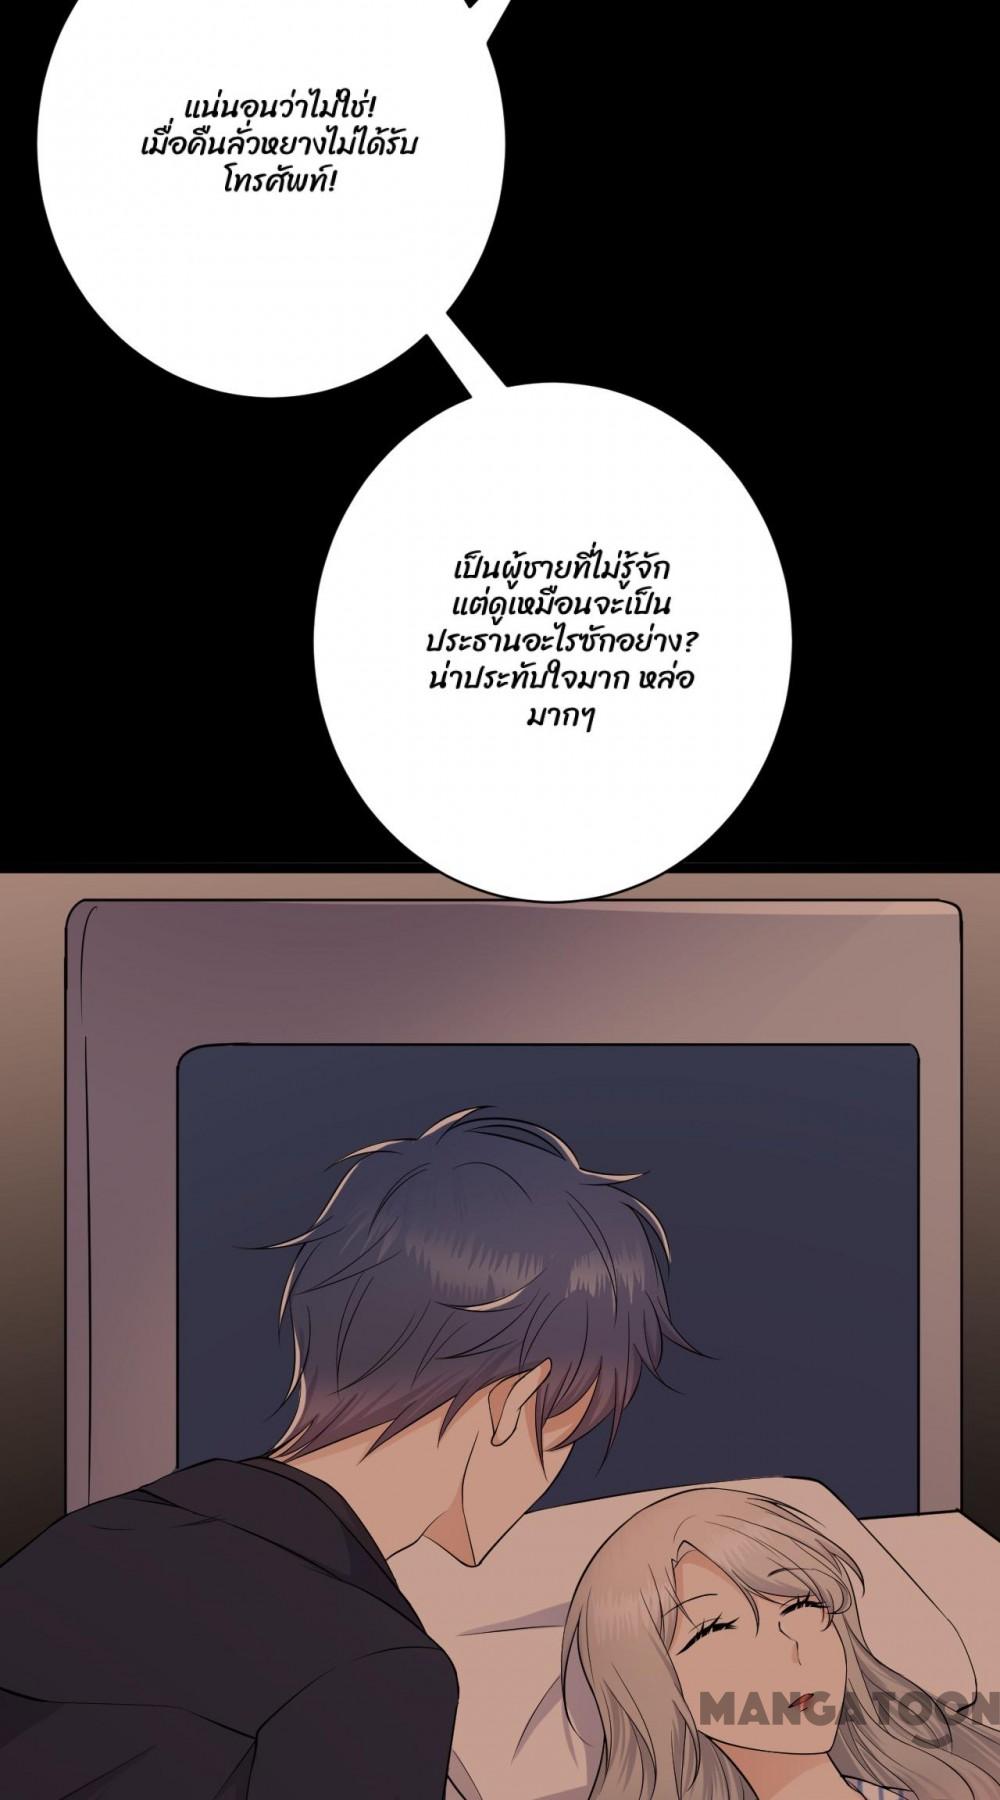 แน่นอนว่าไม่ใช่!
เมื่อคืนลั่วหยางไม่ได้รับ
โทรศัพท์!
เป็นผู้ชายที่ไม่รู้จัก
แต่ดูเหมือนจะเป็น
ประธานอะไรซักอย่าง?
น่าประทับใจมาก หล่อ
มากๆ
MANGATOON